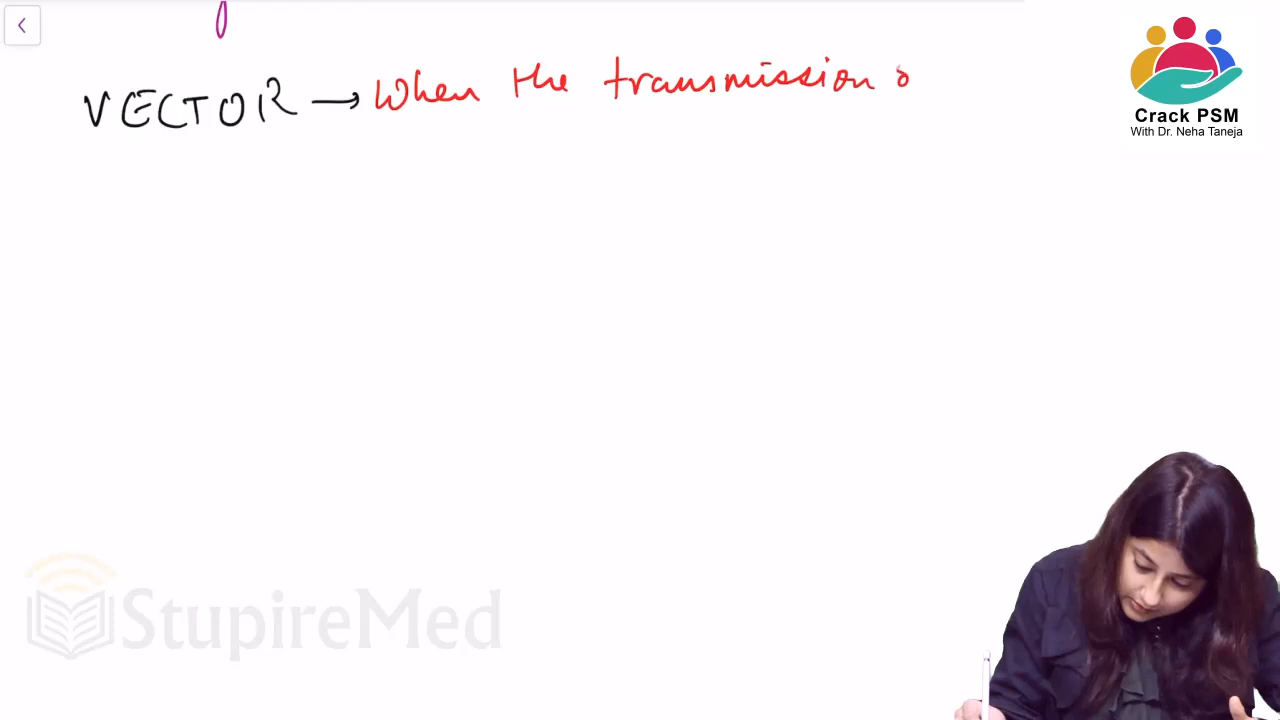 VECTOR → When the transmission o
Crack PSM
With Dr. Neha Taneja
StupireMed